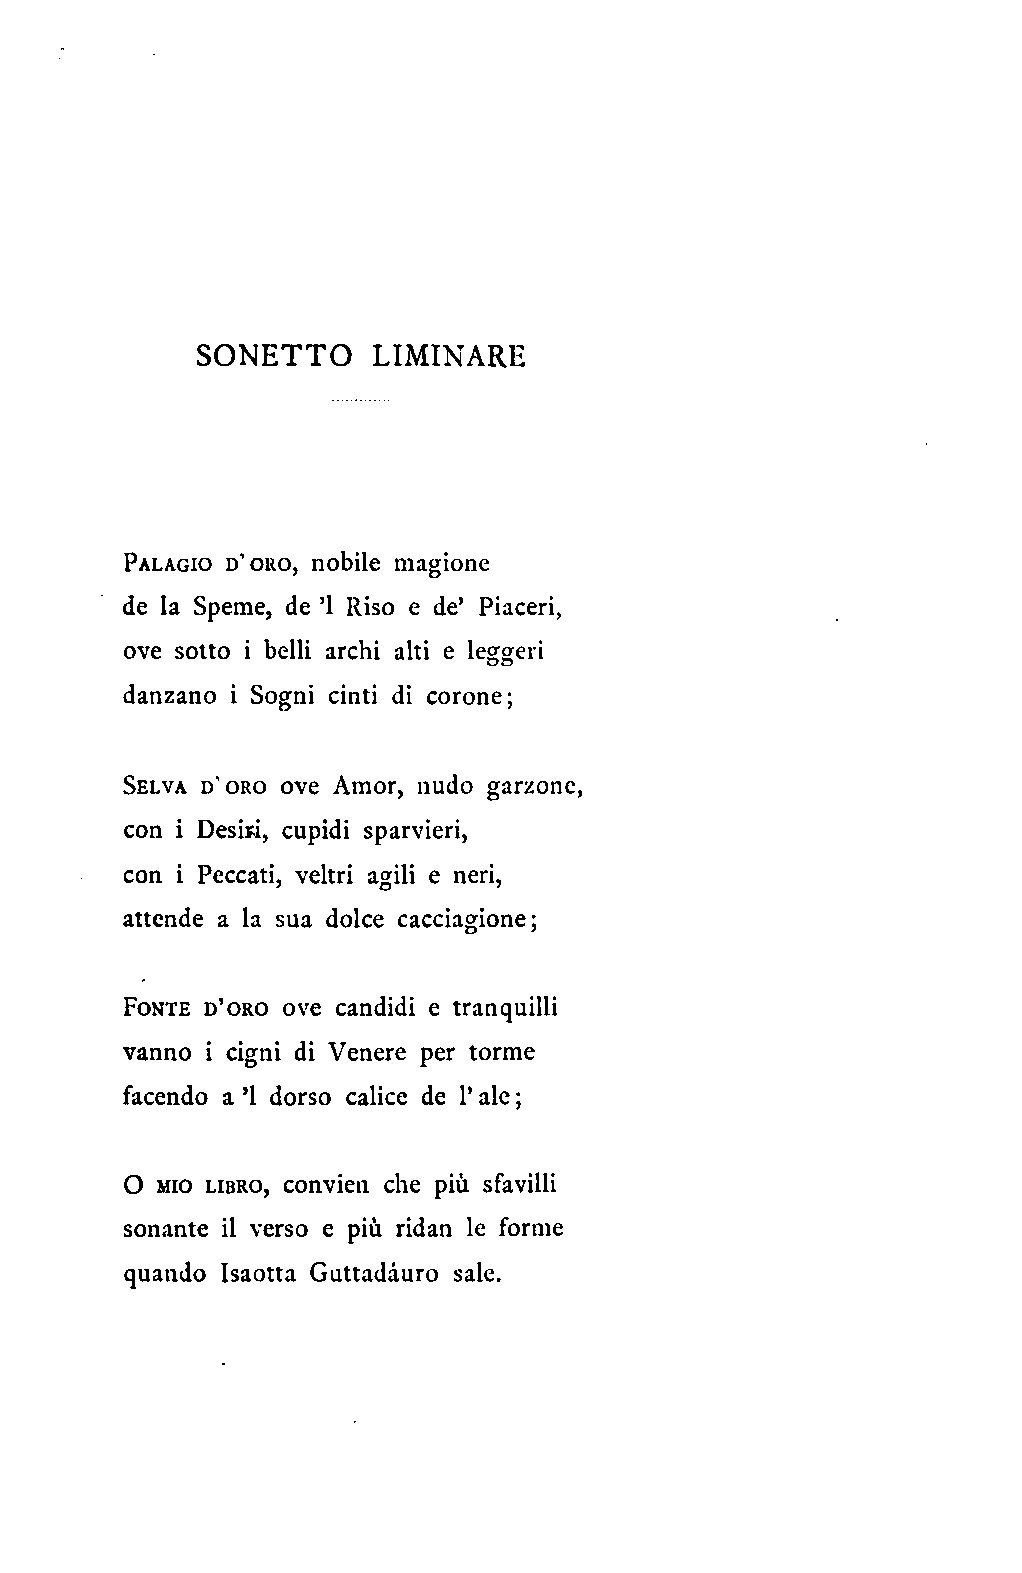 SONETTO LIMINARE
PALAGIO D'ORO, nobile magione
de la Speme, de 'l Riso e de' Piaceri,
ove sotto i belli archi alti e leggeri
danzano i Sogni cinti di corone;
SELVA D'ORO ove Amor, nudo garzone,
con i Desiri, cupidi sparvieri,
con i Peccati, veltri agili e neri,
attende a la sua dolce cacciagione;
FONTE D'ORO ove candidi e tranquilli
vanno i cigni di Venere per torme
facendo a 'l dorso calice de l'ale;
O MIO LIBRO, convien che più sfavilli
sonante il verso e più ridan le forme
quando Isaotta Guttadáuro sale.